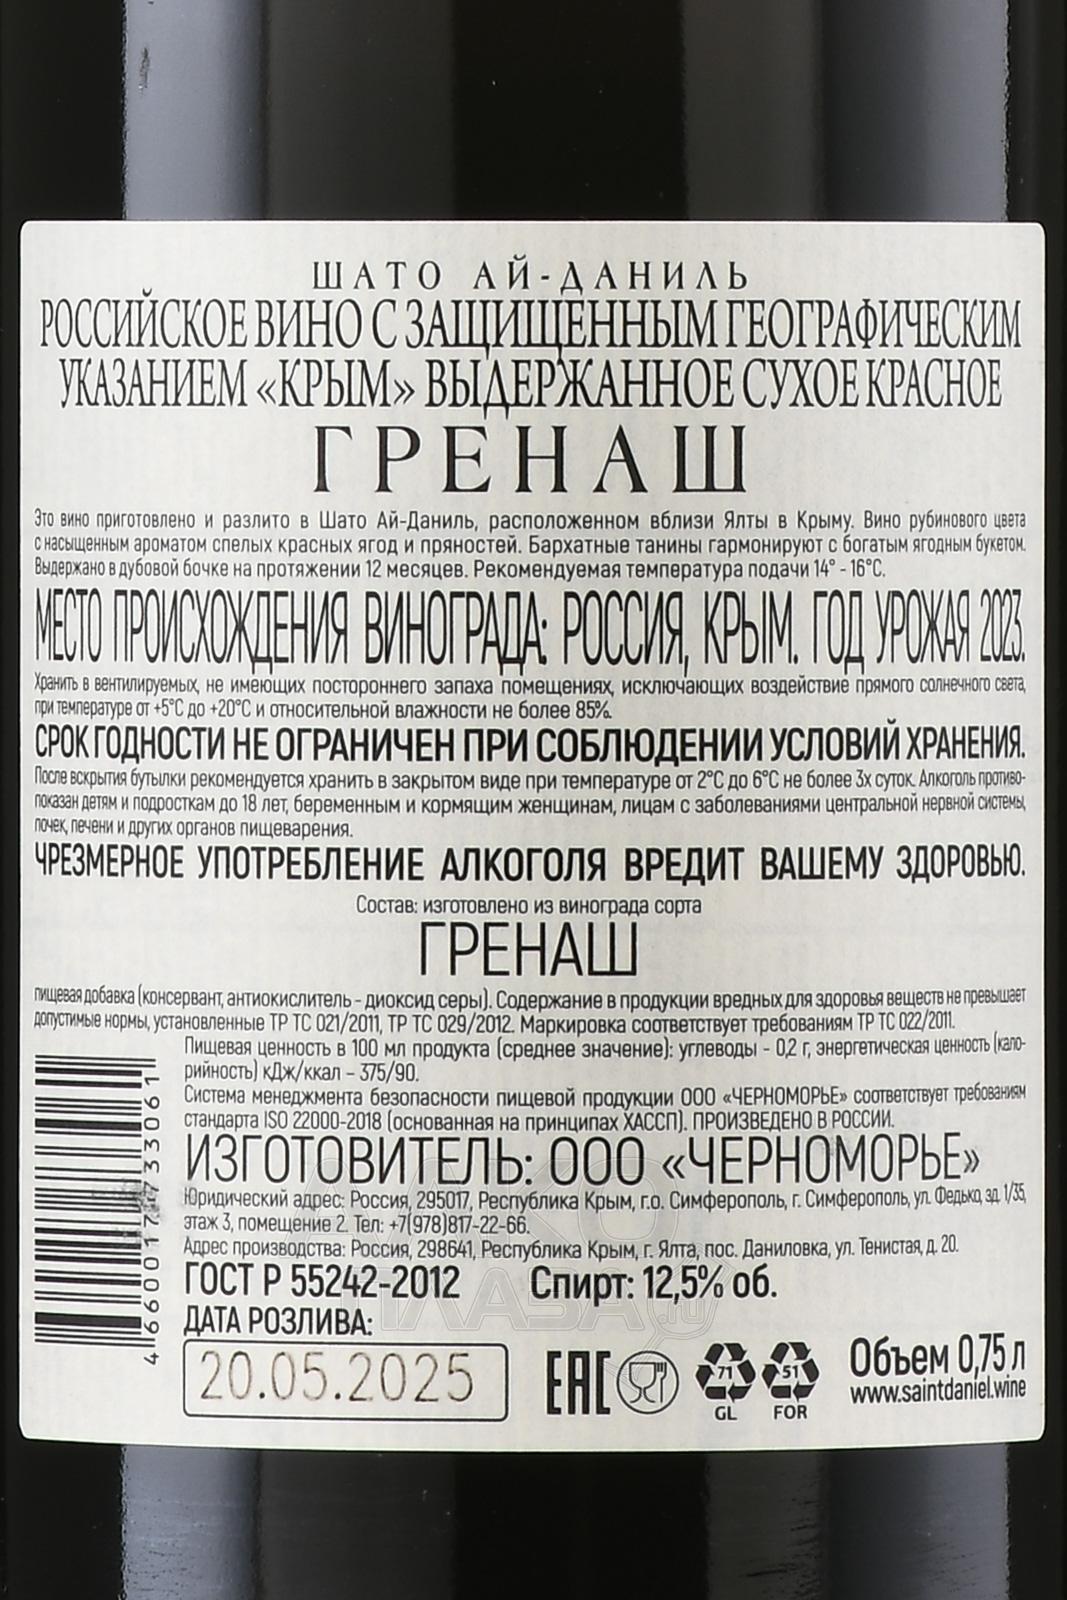 ШАТО АЙ-ДАНИЛЬ
РОССИЙСКОЕ ВИНО С ЗАЩИЩЕННЫМ ГЕОГРАФИЧЕСКИМ
УКАЗАНИЕМ «КРЫМ» ВЫДЕРЖАННОЕ СУХОЕ КРАСНОЕ
ГРЕНАШ
Это вино приготовлено и разлито в Шато Ай-Даниль, расположенном вблизи Ялты в Крыму. Вино рубинового цвета
с насыщенным ароматом спелых красных ягод и пряностей. Бархатные танины гармонируют с богатым ягодным букетом.
Выдержано в дубовой бочке на протяжении 12 месяцев. Рекомендуемая температура подачи 14° - 16°С.
МЕСТО ПРОИСХОЖДЕНИЯ ВИНОГРАДА: РОССИЯ, КРЫМ. ГОД УРОЖАЯ 2023.
Хранить в вентилируемых, не имеющих постороннего запаха помещениях, исключающих воздействие прямого солнечного света,
при температуре от +5°С до +20°С и относительной влажности не более 85%.
СРОК ГОДНОСТИ НЕ ОГРАНИЧЕН ПРИ СОБЛЮДЕНИИ УСЛОВИЙ ХРАНЕНИЯ.
После вскрытия бутылки рекомендуется хранить в закрытом виде при температуре от 2°С до 6°С не более 3х суток. Алкоголь противо-
показан детям и подросткам до 18 лет, беременным и кормящим женщинам, лицам с заболеваниями центральной нервной системы,
почек, печени и других органов пищеварения.
ЧРЕЗМЕРНОЕ УПОТРЕБЛЕНИЕ АЛКОГОЛЯ ВРЕДИТ ВАШЕМУ ЗДОРОВЬЮ.
Состав: изготовлено из винограда сорта
ГРЕНАШ
пищевая добавка (консервант, антиокислитель - диоксид серы). Содержание в продукции вредных для здоровья веществ не превышает
допустимые нормы, установленные ТР ТС 021/2011, ТР ТС 029/2012. Маркировка соответствует требованиям ТР ТС 022/2011.
Пищевая ценность в 100 мл продукта (среднее значение): углеводы - 0,2 г, энергетическая ценность (кало-
рийность) кДж/ккал – 375/90.
Система менеджмента безопасности пищевой продукции ООО «ЧЕРНОМОРЬЕ» соответствует требованиям
стандарта ISO 22000-2018 (основанная на принципах ХАССП). ПРОИЗВЕДЕНО В РОССИИ.
ИЗГОТОВИТЕЛЬ: ООО «ЧЕРНОМОРЬЕ»
Юридический адрес: Россия, 295017, Республика Крым, г.о. Симферополь, г. Симферополь, ул. Федько, зд. 1/35,
этаж 3, помещение 2. Тел: +7(978)817-22-66.
Адрес производства: Россия, 298641, Республика Крым, г. Ялта, пос. Даниловка, ул. Тенистая, д. 20.
ГОСТ Р 55242-2012 Спирт: 12,5% об.
ДАТА РОЗЛИВА:
20.05.2025
4660017733061
EAC
71
GL
51
FOR
Объем 0,75 л
www.saintdaniel.wine
АЛКО
ПЛАЗА.ru